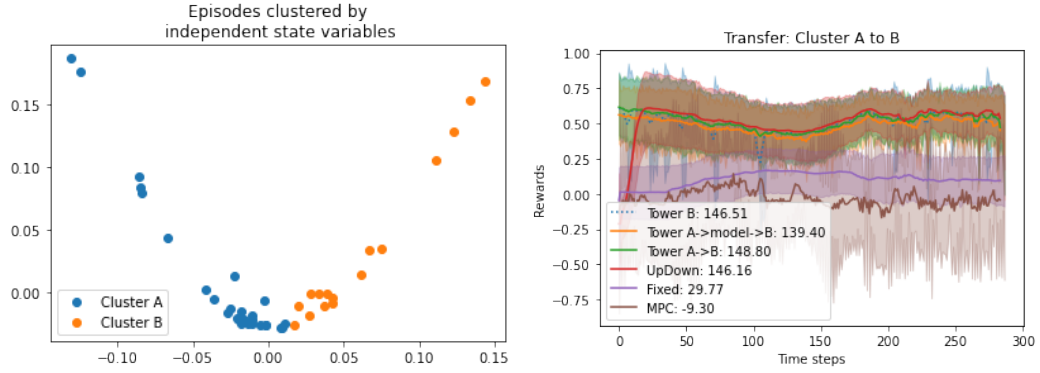 Episodes clustered by
independent state variables
0.15
0.10
0.05
0.00
Cluster A
Cluster B
−0.10
−0.05
0.00
0.05
0.10
0.15
Transfer: Cluster A to B
Rewards
1.00
0.75
0.50
0.25
0.00
−0.25
−0.50
−0.75
Tower B: 146.51
Tower A->model->B: 139.40
Tower A->B: 148.80
UpDown: 146.16
Fixed: 29.77
MPC: -9.30
0
50
100
150
200
250
300
Time steps